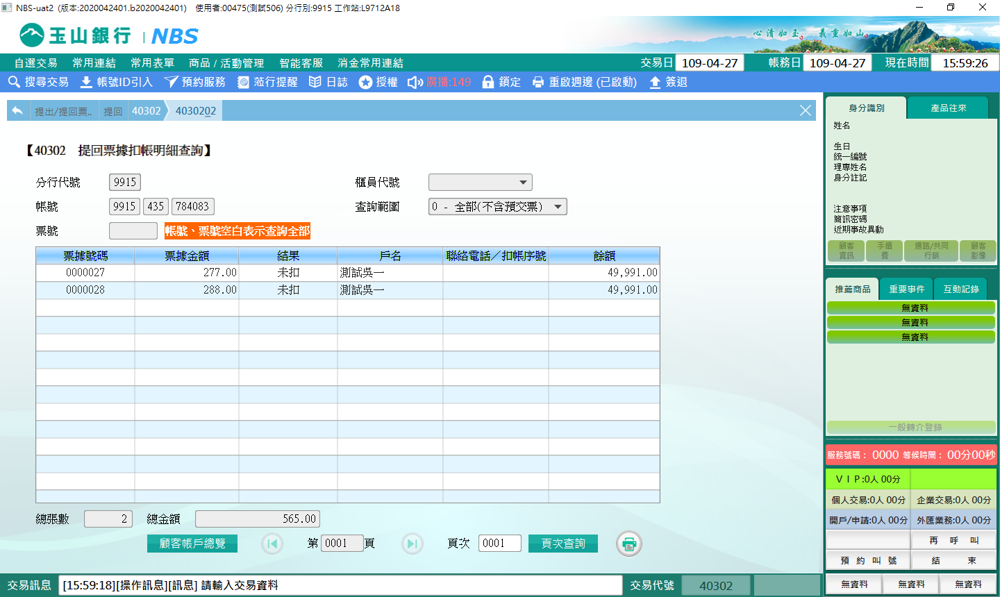 NBS-uat2 (版本:2020042401.b2020042401) 使用者:00475(測試506) 分行別:9915 工作站:L9712A18
玉山銀行 NBS
心清如玉。 義重如山。
自選交易 常用連結 常用表單 商品 / 活動管理 智能客服 消金常用連結 交易日 109-04-27 帳務日 109-04-27 現在時間 15:59:26
搜尋交易 帳號ID引入 預約服務 蒞行提醒 日誌 授權 廣播:149 鎖定 重啟週邊 (已啟動) 簽退
提出/提回票.. 提回 40302 4030202
【40302 提回票據扣帳明細查詢】
分行代號 9915 櫃員代號
帳號 9915 435 784083 查詢範圍 0 - 全部(不含預交票)
票號 帳號、票號空白表示查詢全部
票據號碼 票據金額 結果 戶名 聯絡電話／扣帳序號 餘額
0000027 277.00 未扣 測試吳一 49,991.00
0000028 288.00 未扣 測試吳一 49,991.00
總張數 2 總金額 565.00
顧客帳戶總覽 第 0001 頁 頁次 0001 頁次查詢
交易訊息 [15:59:18][操作訊息][訊息] 請輸入交易資料 交易代號 40302
身分識別 產品往來
姓名
生日
統一編號
理專姓名
身分註記
注意事項
簡訊密碼
近期事故異動
顧客資訊 手續費 通路/共同行銷 顧客影像
推薦商品 重要事件 互動記錄
無資料
無資料
無資料
一般轉介登錄
服務號碼： 0000 等候時間： 00分00秒
ＶＩＰ:0人 00分
個人交易:0人 00分 企業交易:0人 00分
開戶/申請:0人 00分 外匯業務:0人 00分
再 呼 叫
預 約 叫 號 結 束
無資料 無資料 無資料